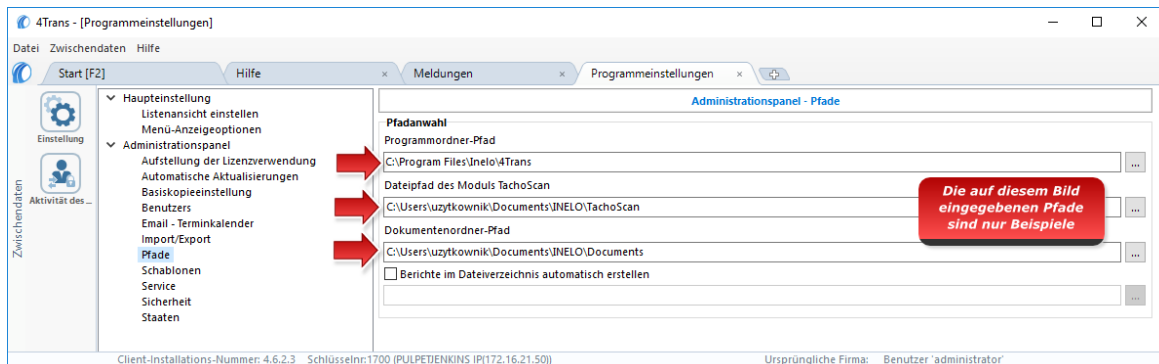 4Trans - [Programmeinstellungen]
Datei Zwischendaten Hilfe
Start [F2] Hilfe Meldungen Programmeinstellungen
Einstellung
Aktivität des ...
Zwischendaten
Haupteinstellung
Listenansicht einstellen
Menü-Anzeigeoptionen
Administrationspanel
Aufstellung der Lizenzverwendung
Automatische Aktualisierungen
Basiskopieeinstellung
Benutzers
Email - Terminkalender
Import/Export
Pfade
Schablonen
Service
Sicherheit
Staaten
Administrationspanel - Pfade
Pfadanwahl
Programmordner-Pfad
C:\Program Files\Inelo\4Trans
...
Dateipfad des Moduls TachoScan
C:\Users\uzytkownik\Documents\INELO\TachoScan
...
Dokumentenordner-Pfad
C:\Users\uzytkownik\Documents\INELO\Documents
...
Berichte im Dateiverzeichnis automatisch erstellen
...
Die auf diesem Bild
eingegebenen Pfade
sind nur Beispiele
Client-Installations-Nummer: 4.6.2.3 Schlüsselnr:1700 (PULPETJENKINS IP(172.16.21.50)) Ursprüngliche Firma: Benutzer 'administrator'